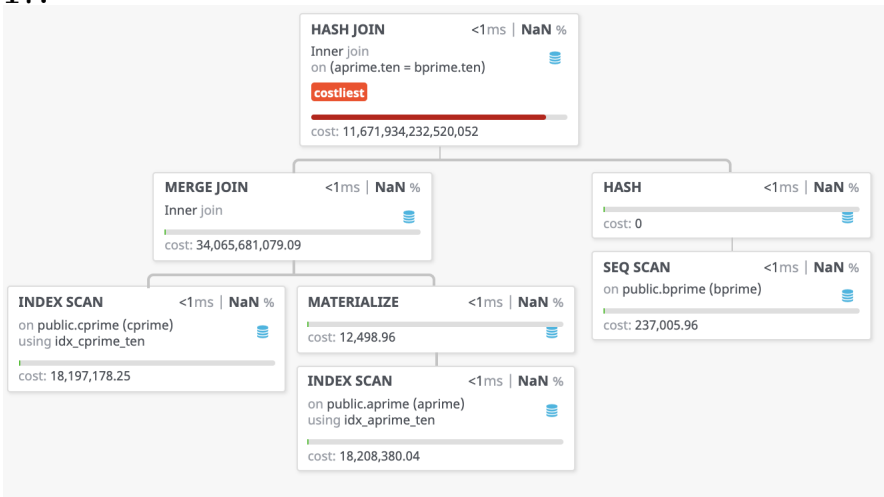 HASH JOIN <1ms | NaN %
Inner join
on (aprime.ten = bprime.ten)
costliest
cost: 11,671,934,232,520,052
MERGE JOIN <1ms | NaN %
Inner join
cost: 34,065,681,079.09
HASH <1ms | NaN %
cost: 0
INDEX SCAN <1ms | NaN %
on public.cprime (cprime)
using idx_cprime_ten
cost: 18,197,178.25
MATERIALIZE <1ms | NaN %
cost: 12,498.96
INDEX SCAN <1ms | NaN %
on public.aprime (aprime)
using idx_aprime_ten
cost: 18,208,380.04
SEQ SCAN <1ms | NaN %
on public.bprime (bprime)
cost: 237,005.96